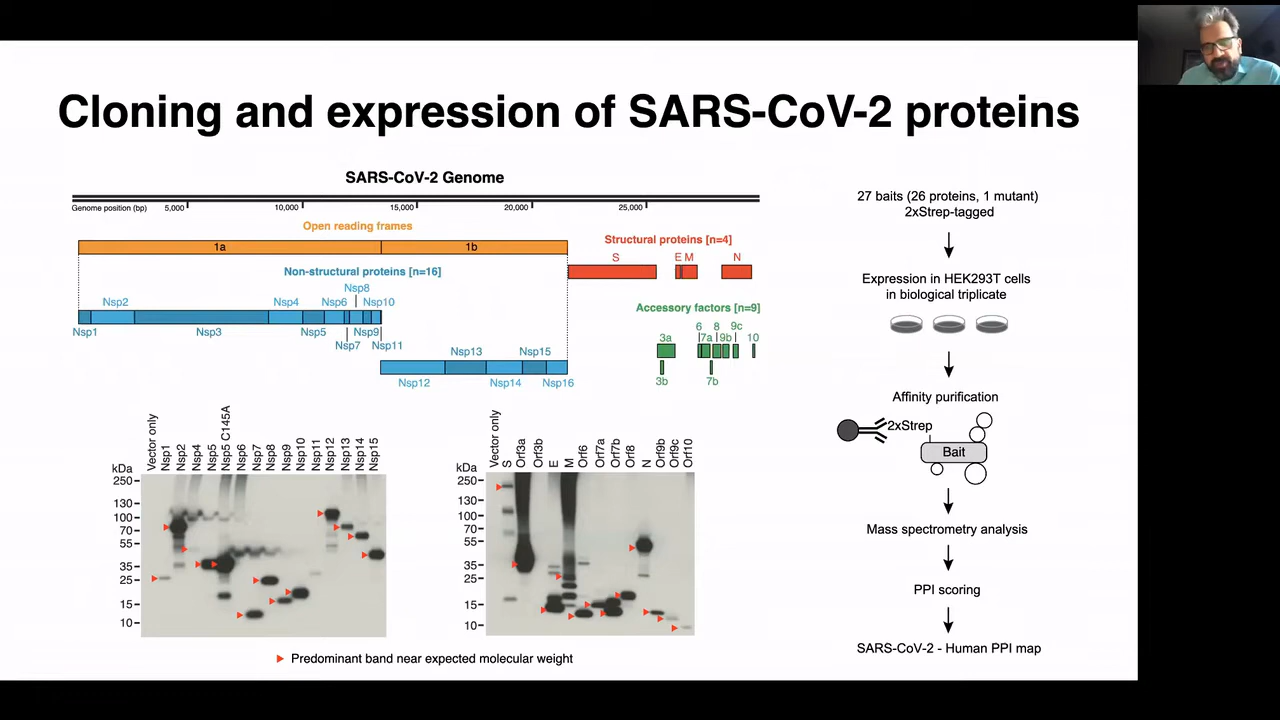 Cloning and expression of SARS-CoV-2 proteins
SARS-CoV-2 Genome
Genome position (bp) 5,000 10,000 15,000 20,000 25,000
Open reading frames
1a 1b
Structural proteins [n=4]
S E M N
Non-structural proteins [n=16]
Nsp8
Nsp2 Nsp4 Nsp6 Nsp10
Nsp1 Nsp3 Nsp5 Nsp9
Nsp7 Nsp11
Nsp13 Nsp15
Nsp12 Nsp14 Nsp16
Accessory factors [n=9]
6 8 9c
3a 7a 9b 10
3b 7b
kDa
Vector only
Nsp1
Nsp2
Nsp4
Nsp5
Nsp5 C145A
Nsp6
Nsp7
Nsp8
Nsp9
Nsp10
Nsp11
Nsp12
Nsp13
Nsp14
Nsp15
250
130
100
70
55
35
25
15
10
kDa
Vector only
S
Orf3a
Orf3b
E
M
Orf6
Orf7a
Orf7b
Orf8
N
Orf9b
Orf9c
Orf10
250
130
100
70
55
35
25
15
10
Predominant band near expected molecular weight
27 baits (26 proteins, 1 mutant)
2xStrep-tagged
Expression in HEK293T cells
in biological triplicate
Affinity purification
2xStrep
Bait
Mass spectrometry analysis
PPI scoring
SARS-CoV-2 - Human PPI map